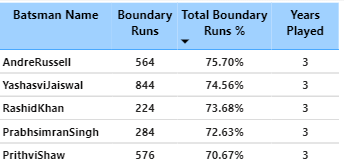 Batsman Name Boundary Runs Total Boundary Runs % Years Played
AndreRussell 564 75.70% 3
YashasviJaiswal 844 74.56% 3
RashidKhan 224 73.68% 3
PrabhsimranSingh 284 72.63% 3
PrithviShaw 576 70.67% 3